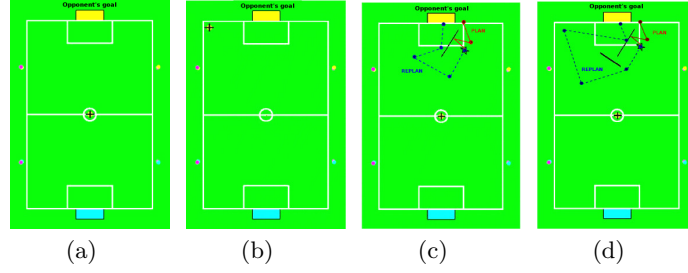 Opponent's goal
Opponent's goal
Opponent's goal
PLAN
REPLAN
Opponent's goal
PLAN
REPLAN
(a)
(b)
(c)
(d)